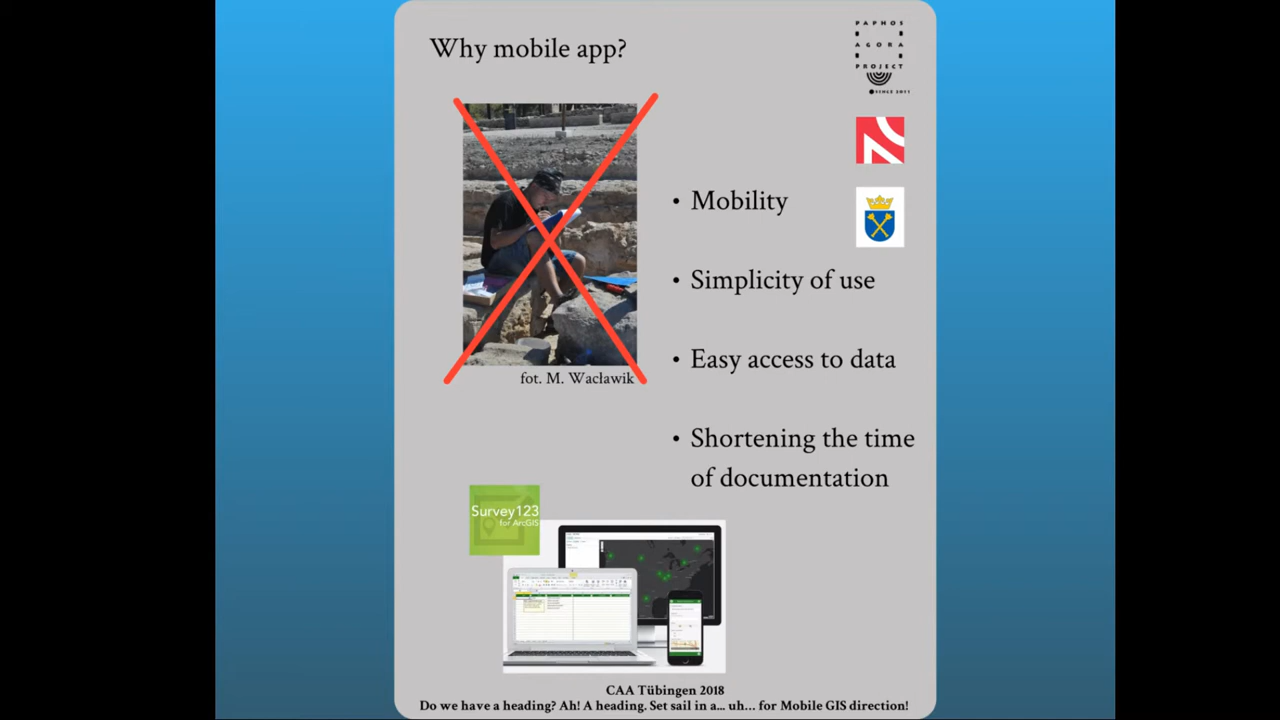 Why mobile app?
PAPHOS
AGORA
PROJECT
SINCE 2011
• Mobility
• Simplicity of use
• Easy access to data
• Shortening the time
of documentation
fot. M. Wacławik
Survey123
for ArcGIS
CAA Tübingen 2018
Do we have a heading? Ah! A heading. Set sail in a... uh... for Mobile GIS direction!